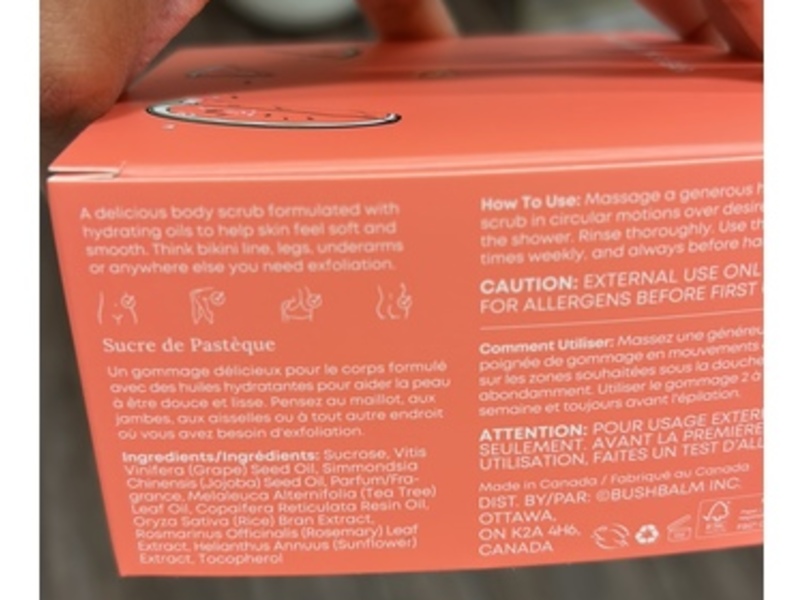 A delicious body scrub formulated with
hydrating oils to help skin feel soft and
smooth. Think bikini line, legs, underarms
or anywhere else you need exfoliation.
Sucre de Pastèque
Un gommage délicieux pour le corps formulé
avec des huiles hydratantes pour aider la peau
à être douce et lisse. Pensez au maillot, aux
jambes, aux aisselles ou à tout autre endroit
où vous avez besoin d'exfoliation.
Ingredients/Ingrédients: Sucrose, Vitis
Vinifera (Grape) Seed Oil, Simmondsia
Chinensis (Jojoba) Seed Oil, Parfum/Fra-
grance, Melaleuca Alternifolia (Tea Tree)
Leaf Oil, Copaifera Reticulata Resin Oil,
Oryza Sativa (Rice) Bran Extract,
Rosmarinus Officinalis (Rosemary) Leaf
Extract, Helianthus Annuus (Sunflower)
Extract, Tocopherol
How To Use: Massage a generous
scrub in circular motions over
the shower. Rinse thoroughly. Use
times weekly, and always before
CAUTION: EXTERNAL USE
FOR ALLERGENS BEFORE FIRST
Comment Utiliser: Massez une
poignée de gommage en mouvements
sur les zones souhaitées sous la douche
abondamment. Utiliser le gommage 2 à
semaine et toujours avant l'épilation.
ATTENTION: POUR USAGE
SEULEMENT. AVANT LA PREMIÈRE
UTILISATION, FAITES UN TEST
Made in Canada / Fabriqué au Canada
DIST. BY/PAR: ©BUSHBALM INC.
OTTAWA,
ON K2A 4H6,
CANADA